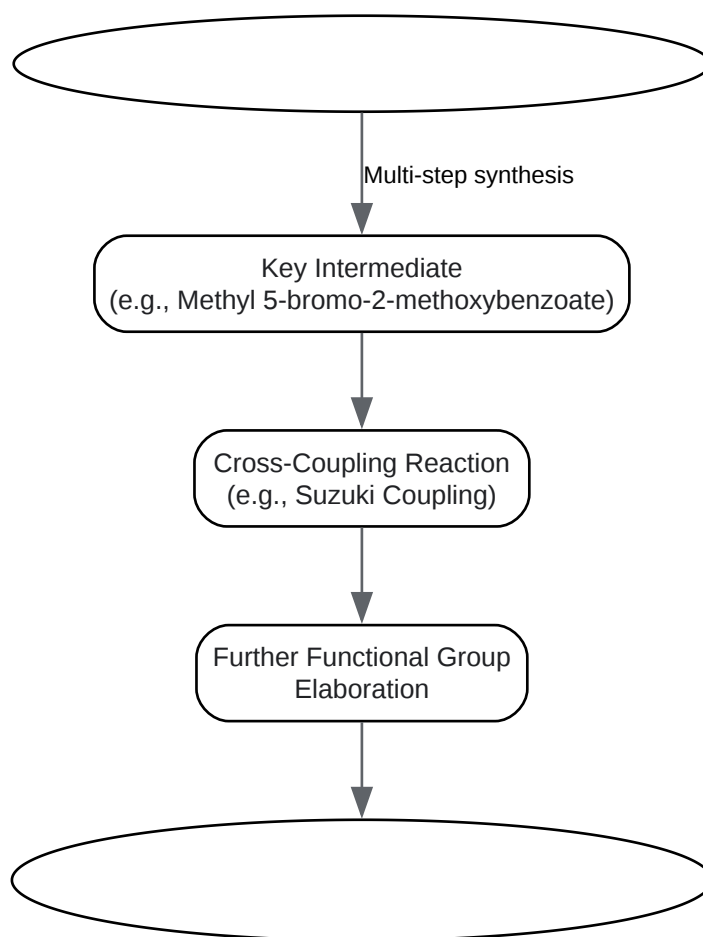 Multi-step synthesis
Key Intermediate
(e.g., Methyl 5-bromo-2-methoxybenzoate)
Cross-Coupling Reaction
(e.g., Suzuki Coupling)
Further Functional Group
Elaboration